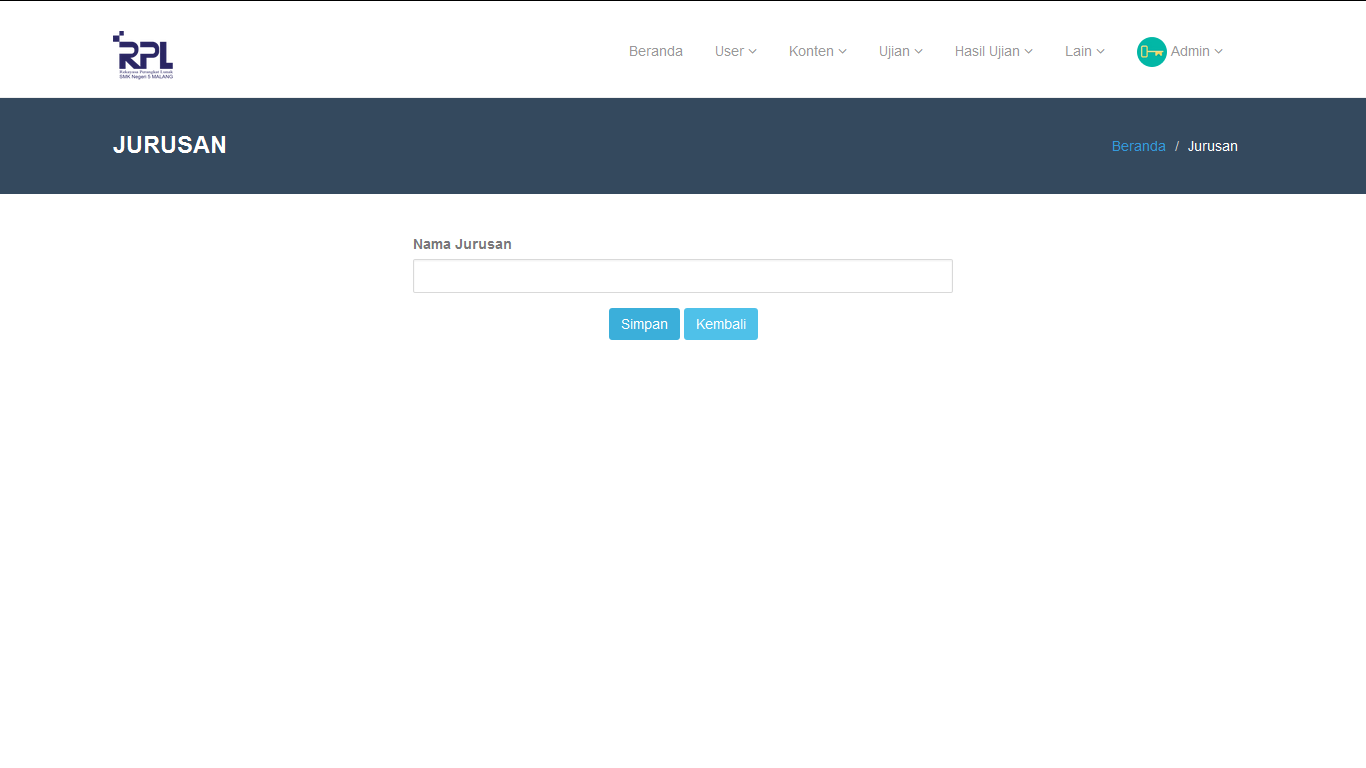 RPL
Rekayasa Perangkat Lunak
SMK Negeri 5 MALANG
Beranda User Konten Ujian Hasil Ujian Lain Admin
JURUSAN
Beranda / Jurusan
Nama Jurusan
Simpan Kembali